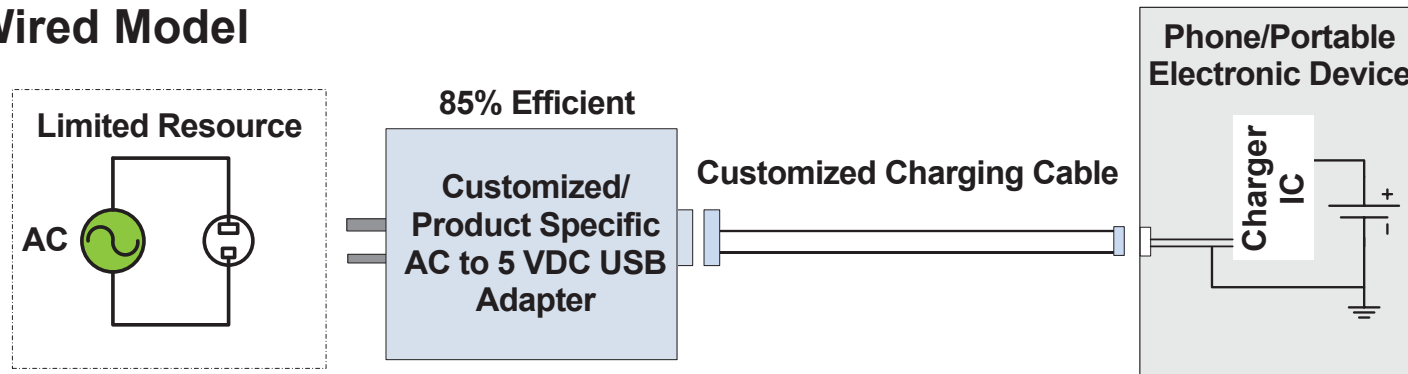 Wired Model
Limited Resource
AC
85% Efficient
Customized/
Product Specific
AC to 5 VDC USB
Adapter
Customized Charging Cable
Phone/Portable
Electronic Device
Charger
IC
+
–